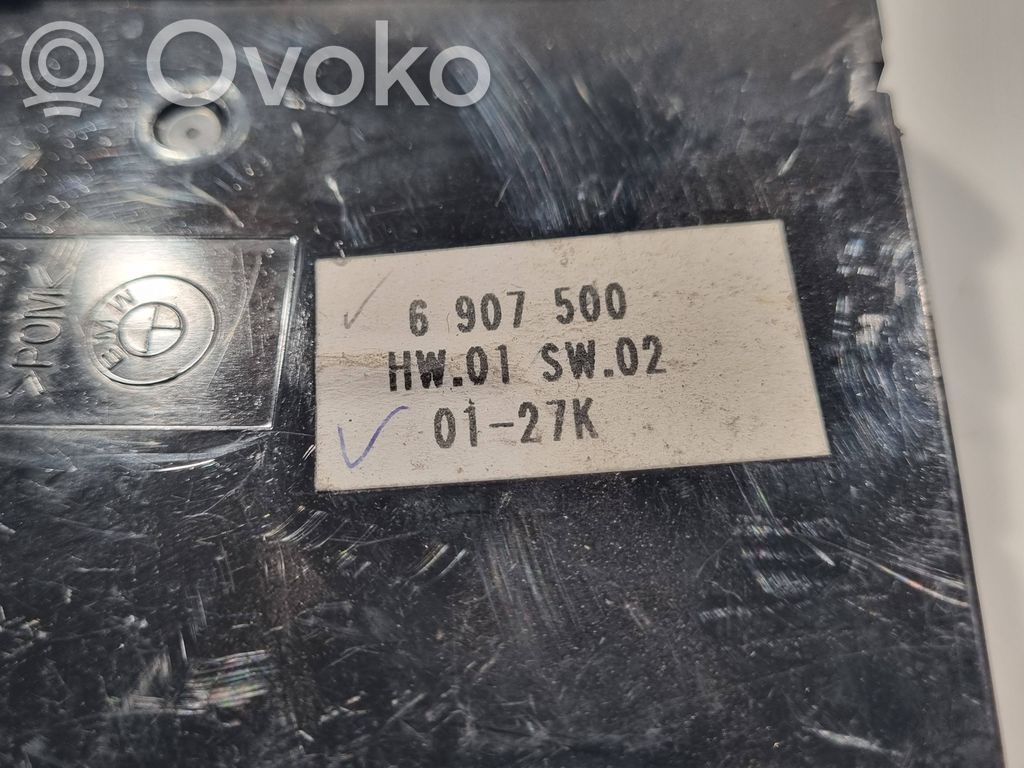 Ovoko
>POM<
BMW
6 907 500
HW.01 SW.02
01-27K